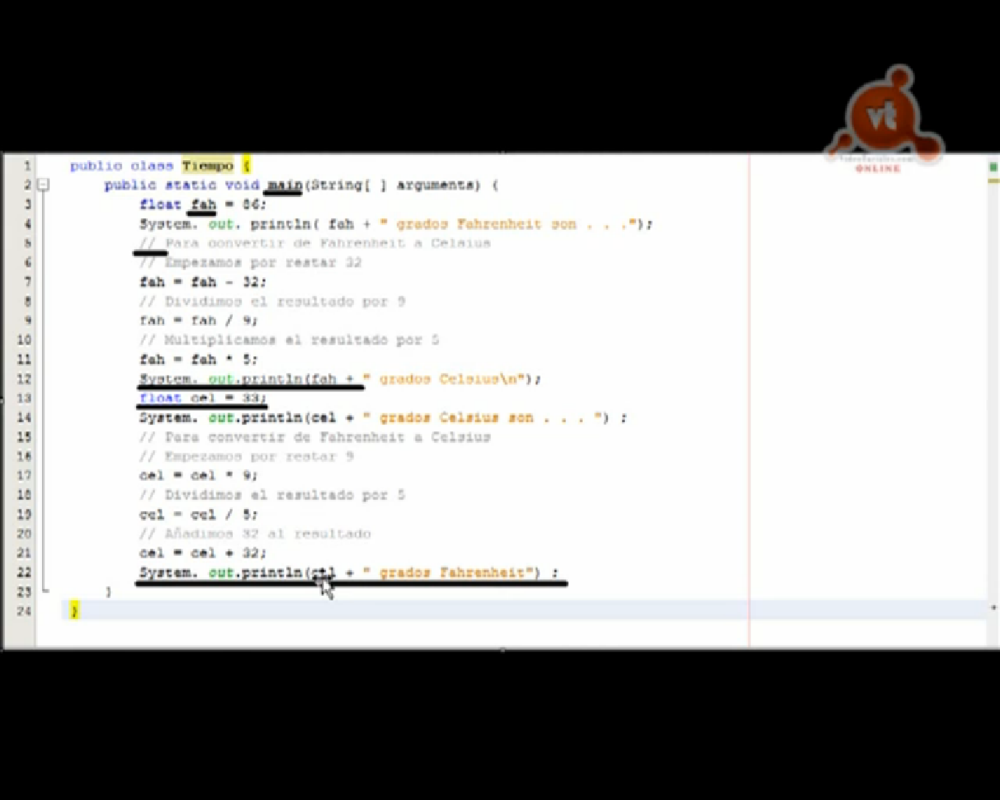 vt
ONLINE
1 public class Tiempo {
2 public static void main(String[ ] arguments) {
3 float fah = 86;
4 System. out. println( fah + " grados Fahrenheit son . . .");
5 // Para convertir de Fahrenheit a Celsius
6 // Empezamos por restar 32
7 fah = fah - 32;
8 // Dividimos el resultado por 9
9 fah = fah / 9;
10 // Multiplicamos el resultado por 5
11 fah = fah * 5;
12 System. out.println(fah + " grados Celsius\n");
13 float cel = 33;
14 System. out.println(cel + " grados Celsius son . . . ") ;
15 // Para convertir de Fahrenheit a Celsius
16 // Empezamos por restar 9
17 cel = cel * 9;
18 // Dividimos el resultado por 5
19 cel = cel / 5;
20 // Añadimos 32 al resultado
21 cel = cel + 32;
22 System. out.println(cel + " grados Fahrenheit") ;
23 }
24 }